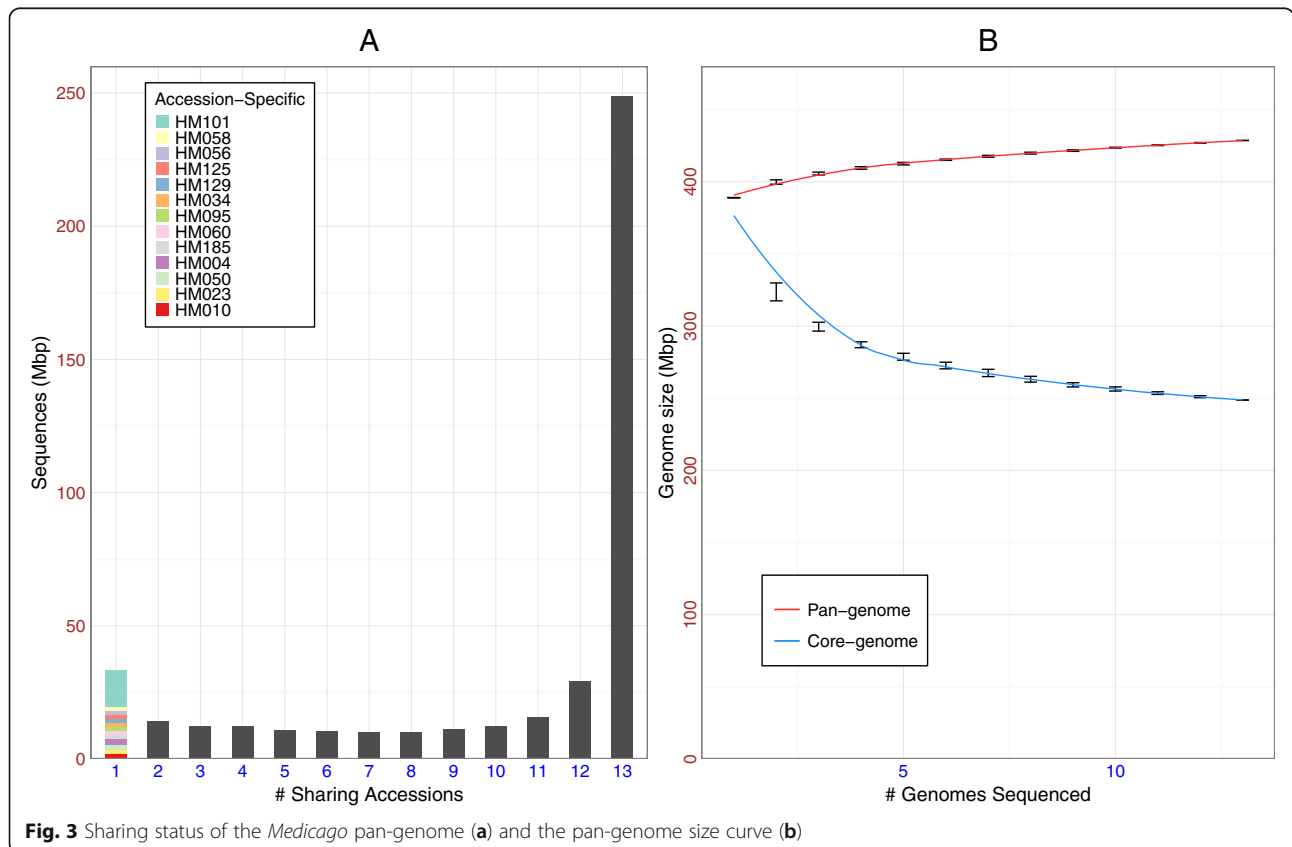 A
Sequences (Mbp)
250
200
150
100
50
0
Accession-Specific
HM101
HM058
HM056
HM125
HM129
HM034
HM095
HM060
HM185
HM004
HM050
HM023
HM010
1 2 3 4 5 6 7 8 9 10 11 12 13
# Sharing Accessions
B
Genome size (Mbp)
400
300
200
100
0
Pan-genome
Core-genome
5 10
# Genomes Sequenced
Fig. 3 Sharing status of the Medicago pan-genome (a) and the pan-genome size curve (b)